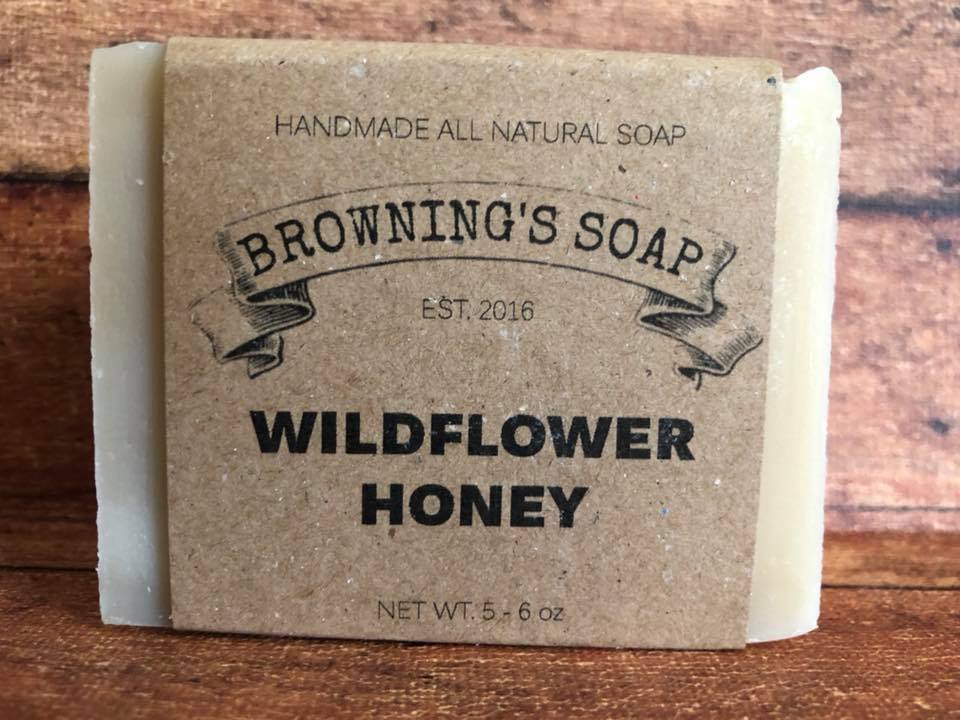 HANDMADE ALL NATURAL SOAP
BROWNING'S SOAP
EST. 2016
WILDFLOWER
HONEY
NET WT. 5 - 6 oz